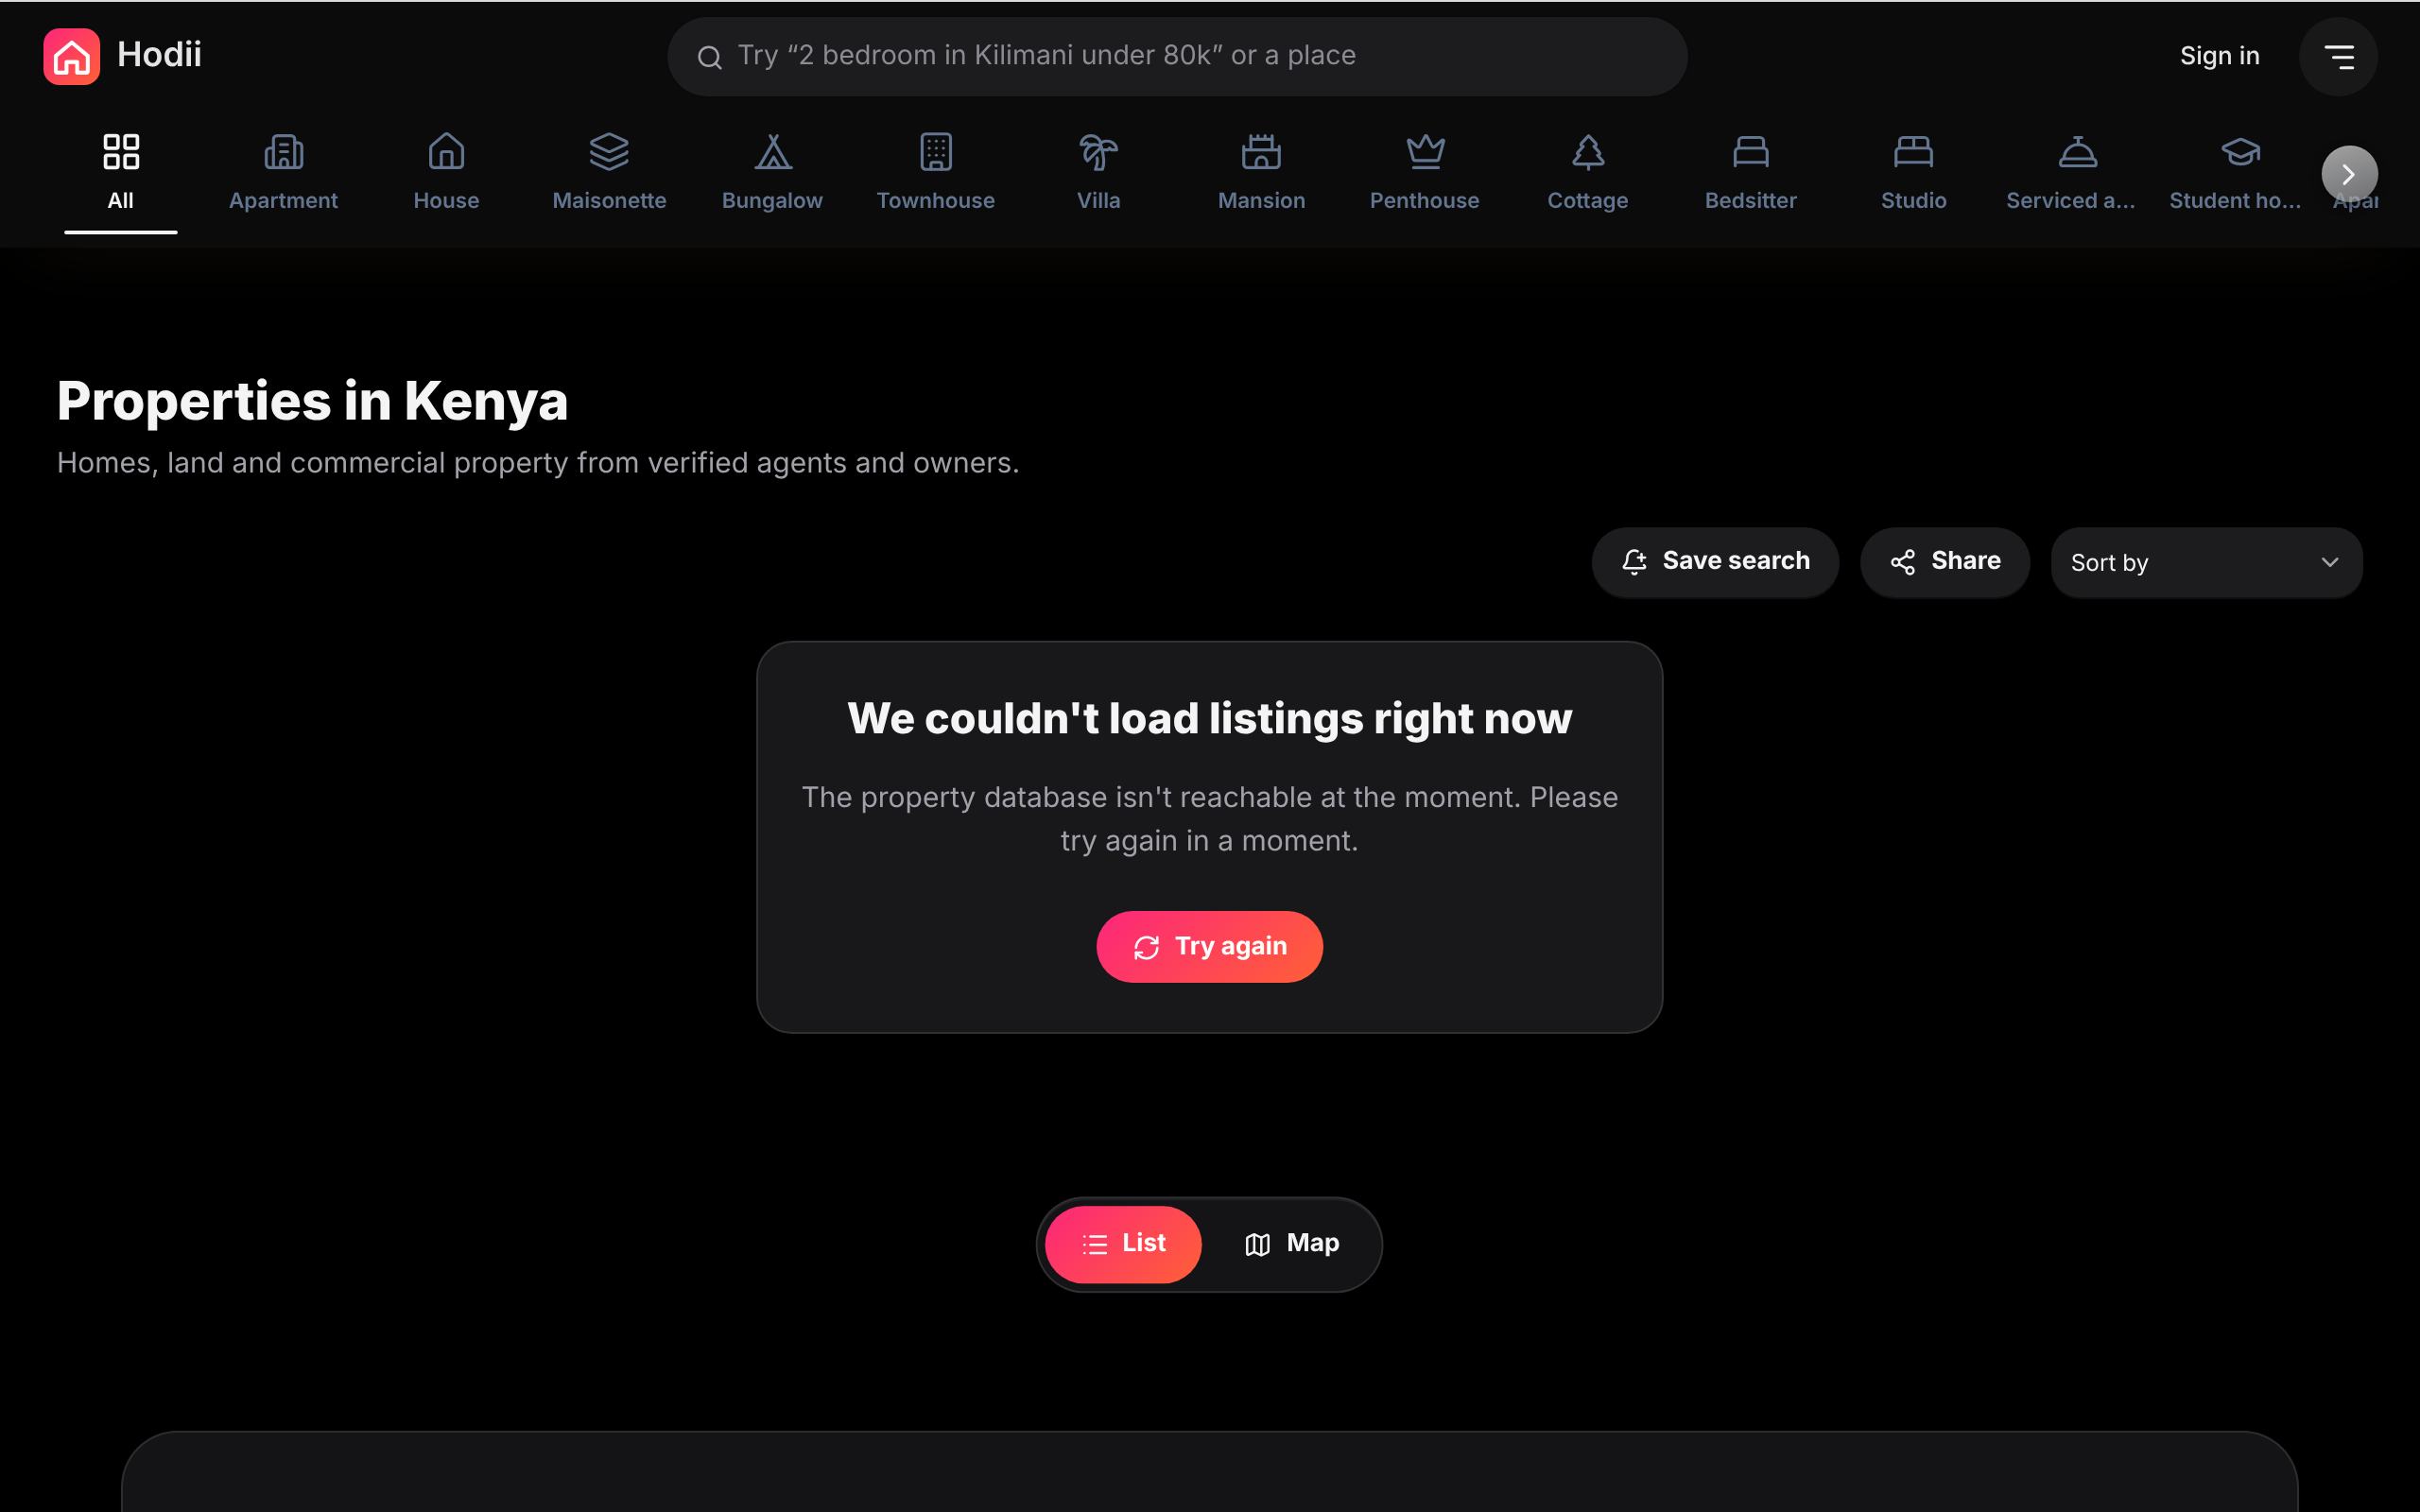 Hodii
Try “2 bedroom in Kilimani under 80k” or a place
Sign in
All
Apartment
House
Maisonette
Bungalow
Townhouse
Villa
Mansion
Penthouse
Cottage
Bedsitter
Studio
Serviced a...
Student ho...
Apar
Properties in Kenya
Homes, land and commercial property from verified agents and owners.
Save search
Share
Sort by
We couldn't load listings right now
The property database isn't reachable at the moment. Please
try again in a moment.
Try again
List
Map